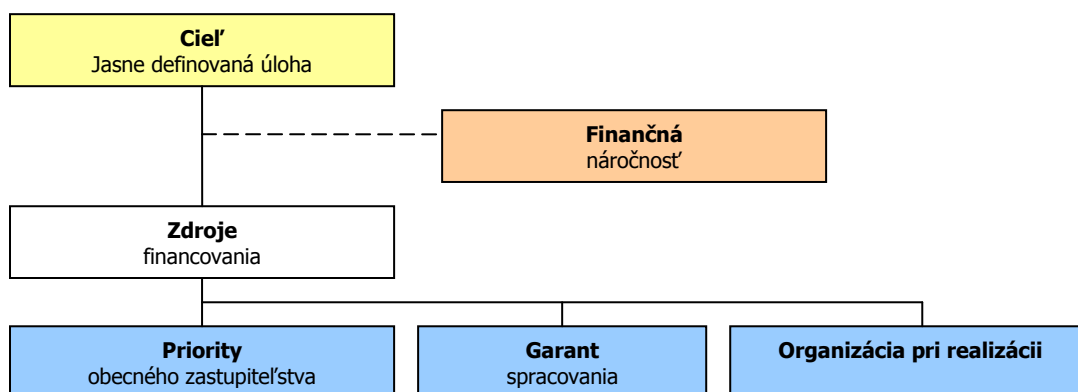 Cieľ
Jasne definovaná úloha
Finančná
náročnosť
Zdroje
financovania
Priority
obecného zastupiteľstva
Garant
spracovania
Organizácia pri realizácii